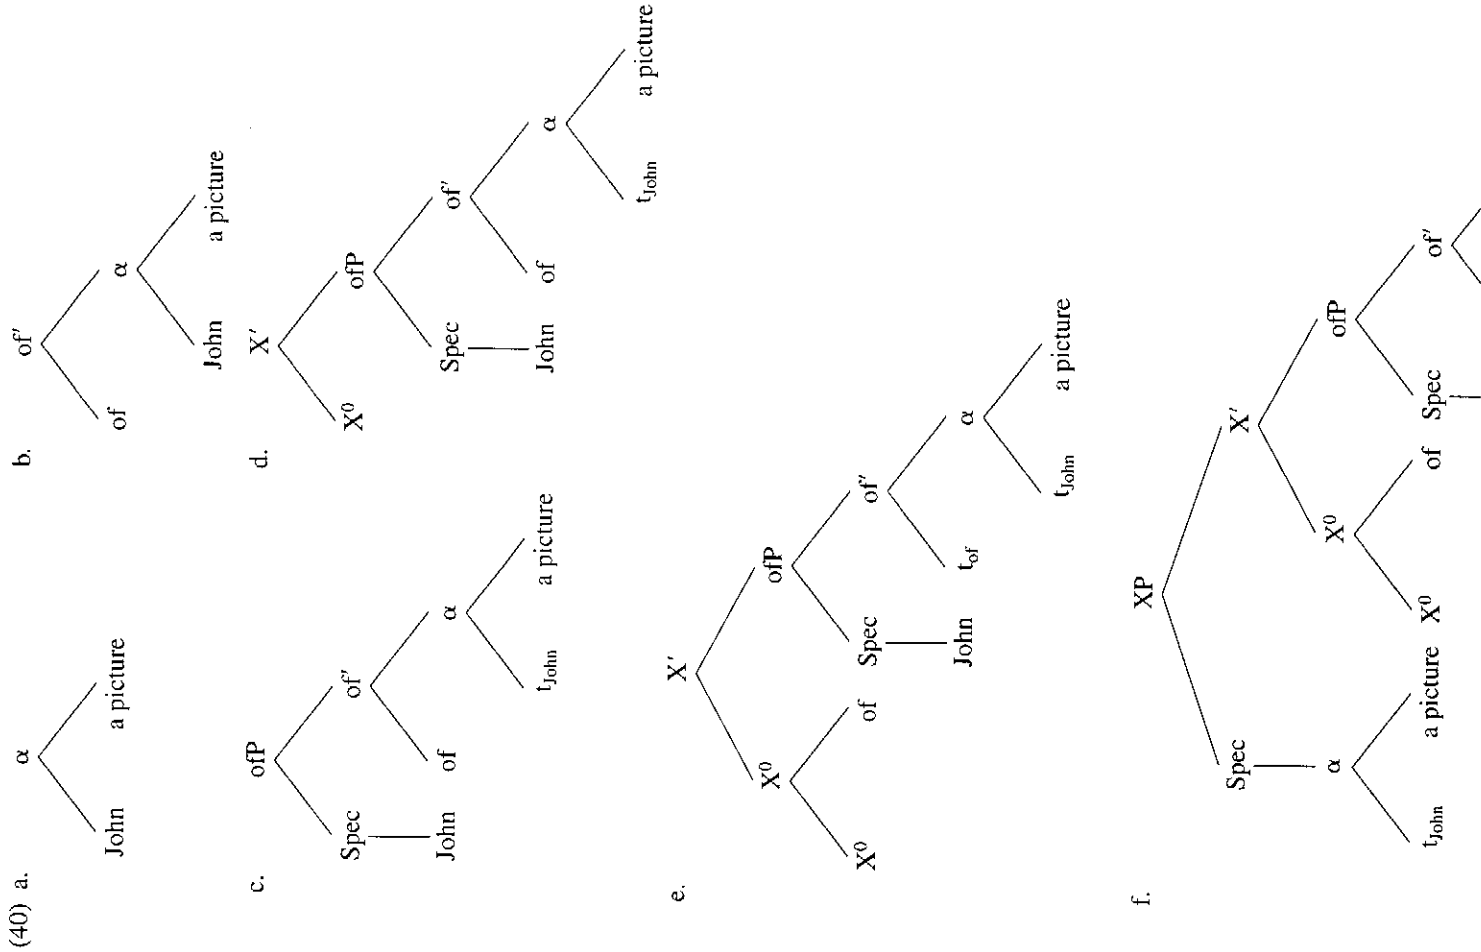 (40) a.
α
John a picture
b.
of′
of α
John a picture
c.
ofP
Spec of′
John of α
t_John a picture
d.
X′
X⁰ ofP
Spec of′
John of α
t_John a picture
e.
X′
X⁰ ofP
X⁰ of Spec of′
John t_of α
t_John a picture
f.
XP
Spec X′
α X⁰ ofP
t_John a picture X⁰ of Spec of′